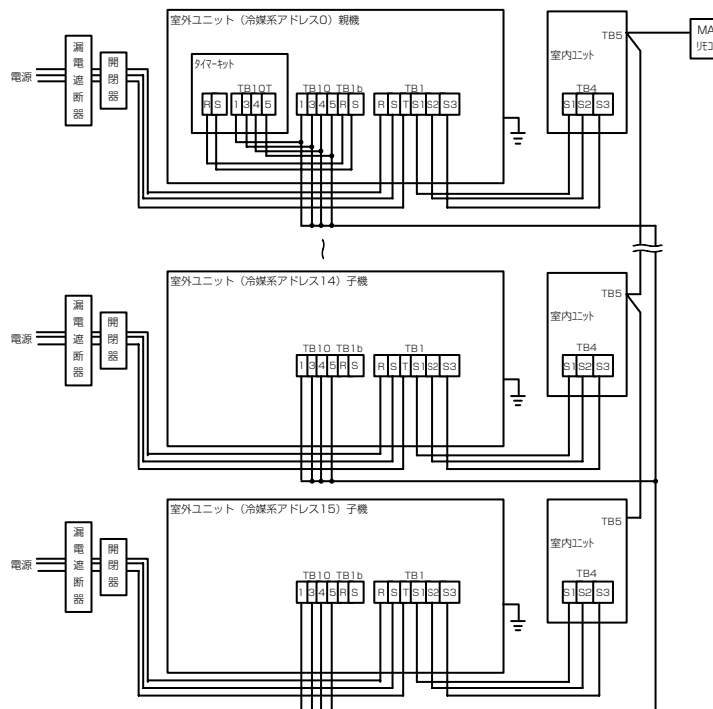 室外ユニット（冷媒系アドレス0）親機
漏電遮断器
開閉器
電源
タイマーキット
TB10T
R S
1 3 4 5
TB10 TB1b
1 3 4 5 R S
TB1
R S T S1 S2 S3
室内ユニット
TB5
TB4
S1 S2 S3
MA
リモコ
室外ユニット（冷媒系アドレス14）子機
漏電遮断器
開閉器
電源
TB10 TB1b
1 3 4 5 R S
TB1
R S T S1 S2 S3
TB5
室内ユニット
TB4
S1 S2 S3
室外ユニット（冷媒系アドレス15）子機
漏電遮断器
開閉器
電源
TB10 TB1b
1 3 4 5 R S
TB1
R S T S1 S2 S3
TB5
室内ユニット
TB4
S1 S2 S3